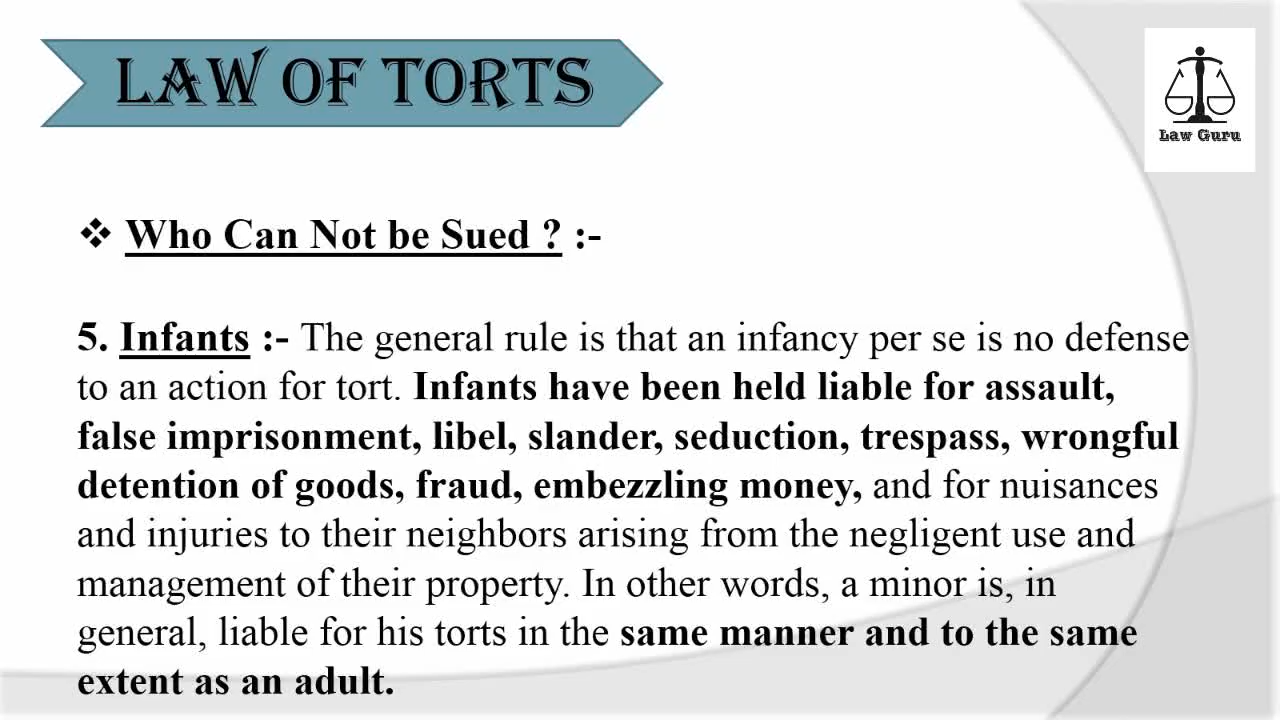 LAW OF TORTS
Law Guru
❖ Who Can Not be Sued ? :-
5. Infants :- The general rule is that an infancy per se is no defense
to an action for tort. Infants have been held liable for assault,
false imprisonment, libel, slander, seduction, trespass, wrongful
detention of goods, fraud, embezzling money, and for nuisances
and injuries to their neighbors arising from the negligent use and
management of their property. In other words, a minor is, in
general, liable for his torts in the same manner and to the same
extent as an adult.